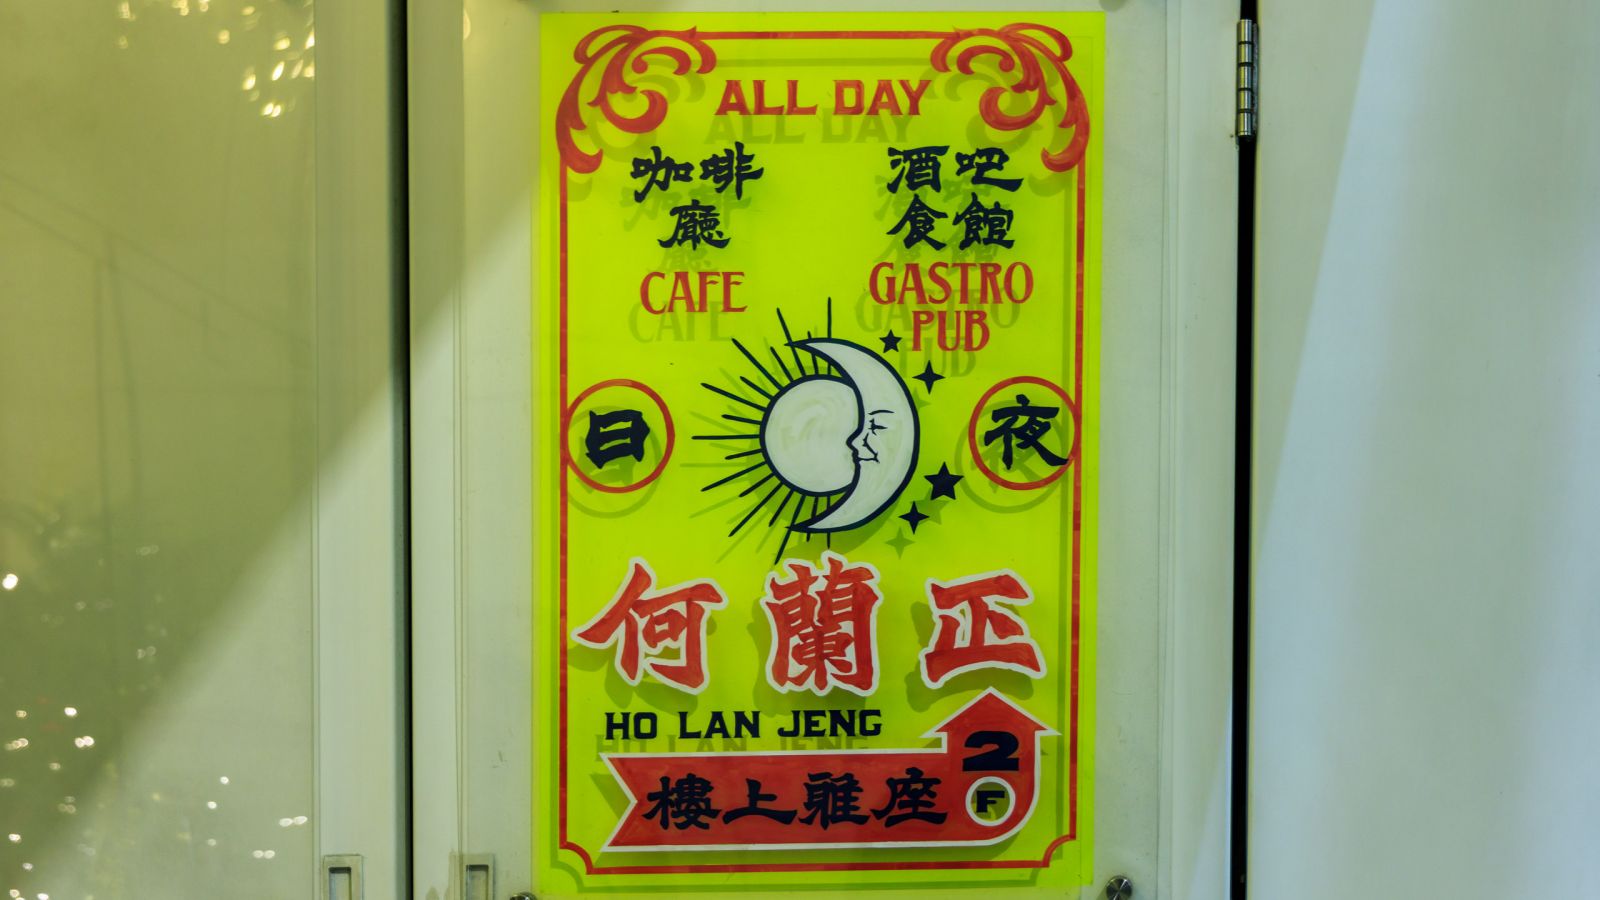 ALL DAY
咖啡
廳
CAFE
酒吧
食館
GASTRO
PUB
日
夜
何蘭正
HO LAN JENG
樓上雅座
2
F